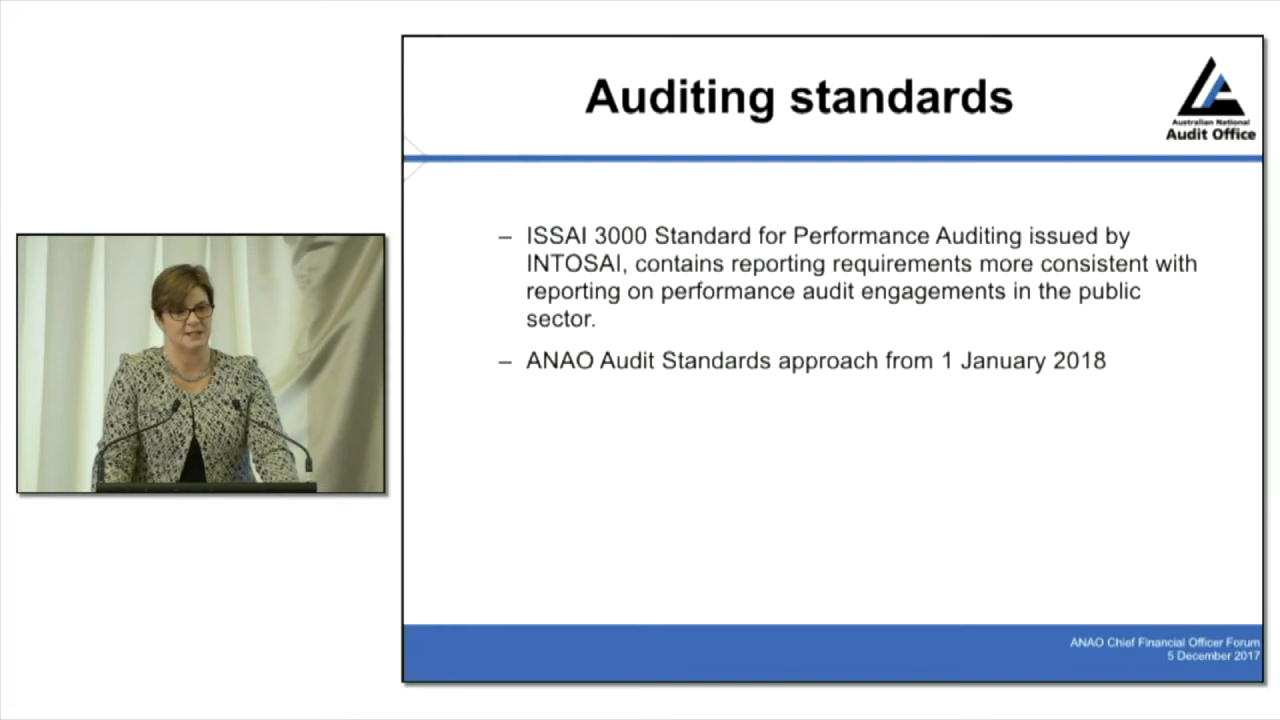 Auditing standards
Australian National
Audit Office
– ISSAI 3000 Standard for Performance Auditing issued by
INTOSAI, contains reporting requirements more consistent with
reporting on performance audit engagements in the public
sector.
– ANAO Audit Standards approach from 1 January 2018
ANAO Chief Financial Officer Forum
5 December 2017